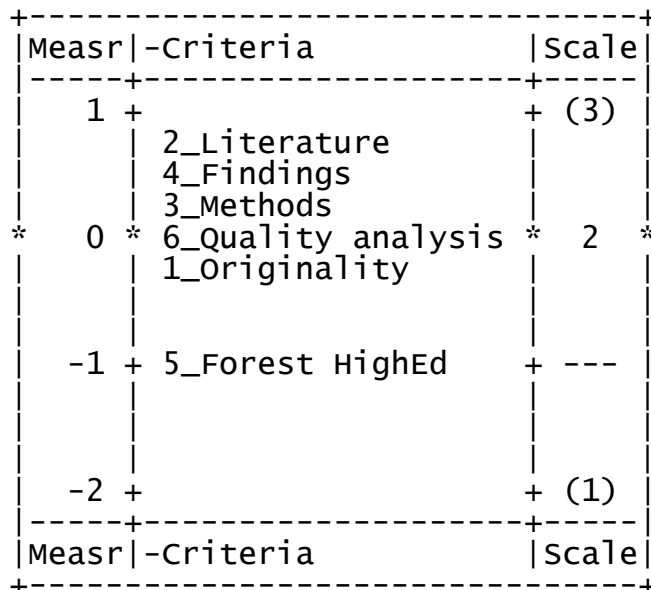 +-----------------------------------+
|Measr|-Criteria           |Scale|
|-----+---------------------+-----|
|   1 +                     + (3) |
|     | 2_Literature        |     |
|     | 4_Findings          |     |
|     | 3_Methods           |     |
*   0 * 6_Quality analysis  *  2  *
|     | 1_Originality       |     |
|     |                     |     |
|     |                     |     |
|  -1 + 5_Forest HighEd     + --- |
|     |                     |     |
|     |                     |     |
|     |                     |     |
|  -2 +                     + (1) |
|-----+---------------------+-----|
|Measr|-Criteria           |Scale|
+-----------------------------------+